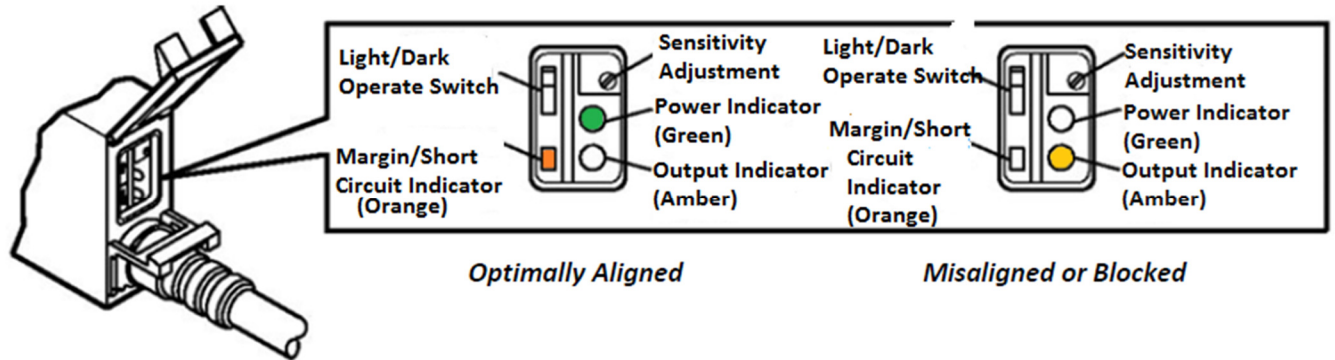 Light/Dark
Operate Switch
Sensitivity
Adjustment
Power Indicator
(Green)
Margin/Short
Circuit Indicator
(Orange)
Output Indicator
(Amber)
Light/Dark
Operate Switch
Sensitivity
Adjustment
Power Indicator
(Green)
Margin/Short
Circuit
Indicator
(Orange)
Output Indicator
(Amber)
Optimally Aligned
Misaligned or Blocked